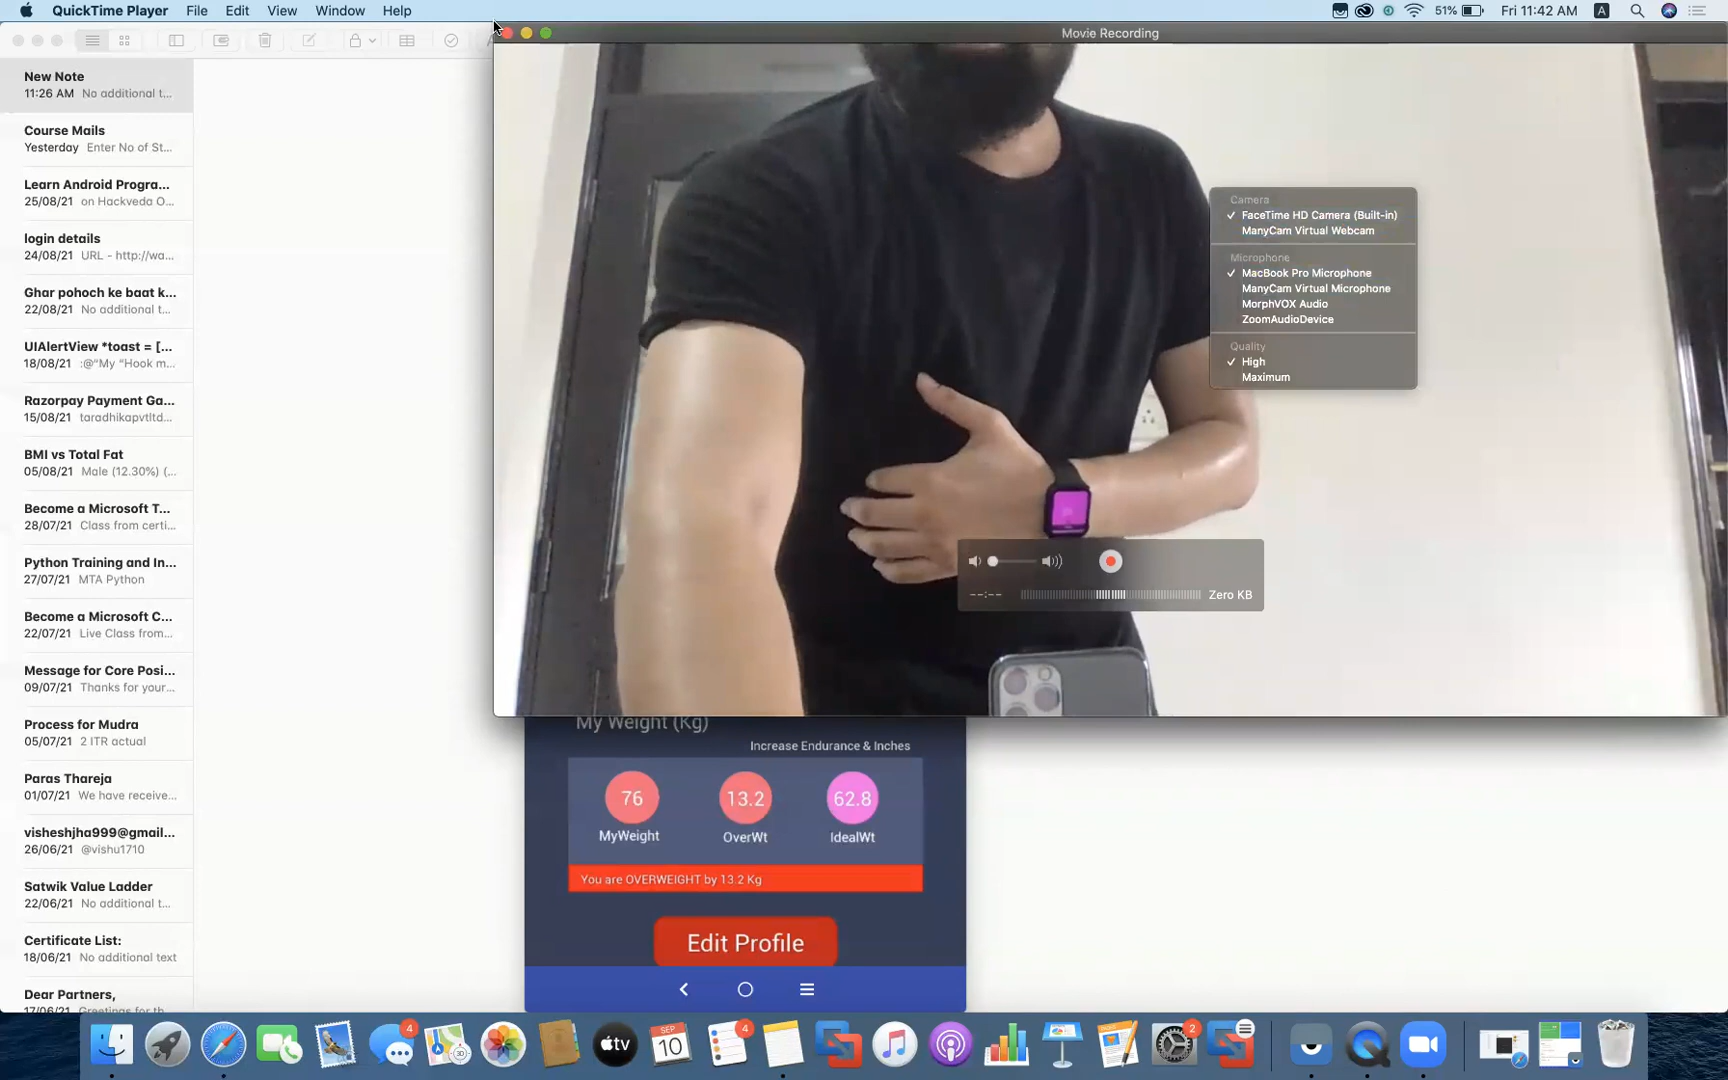 QuickTime Player File Edit View Window Help
51% Fri 11:42 AM A
Movie Recording
New Note
11:26 AM No additional t...
Course Mails
Yesterday Enter No of St...
Learn Android Progra...
25/08/21 on Hackveda O...
login details
24/08/21 URL - http://wa...
Ghar pohoch ke baat k...
22/08/21 No additional t...
UIAlertView *toast = [...
18/08/21 :@“My “Hook m...
Razorpay Payment Ga...
15/08/21 taradhikapvtltd...
BMI vs Total Fat
05/08/21 Male (12.30%) (...
Become a Microsoft T...
28/07/21 Class from certi...
Python Training and In...
27/07/21 MTA Python
Become a Microsoft C...
22/07/21 Live Class from...
Message for Core Posi...
09/07/21 Thanks for your...
Process for Mudra
05/07/21 2 ITR actual
Paras Thareja
01/07/21 We have receive...
visheshjha999@gmail...
26/06/21 @vishu1710
Satwik Value Ladder
22/06/21 No additional t...
Certificate List:
18/06/21 No additional text
Dear Partners,
Camera
✓ FaceTime HD Camera (Built-in)
ManyCam Virtual Webcam
Microphone
✓ MacBook Pro Microphone
ManyCam Virtual Microphone
MorphVOX Audio
ZoomAudioDevice
Quality
✓ High
Maximum
--:-- Zero KB
My Weight (Kg)
Increase Endurance & Inches
76 13.2 62.8
MyWeight OverWt IdealWt
You are OVERWEIGHT by 13.2 Kg
Edit Profile
4 tv SEP 10 4 2